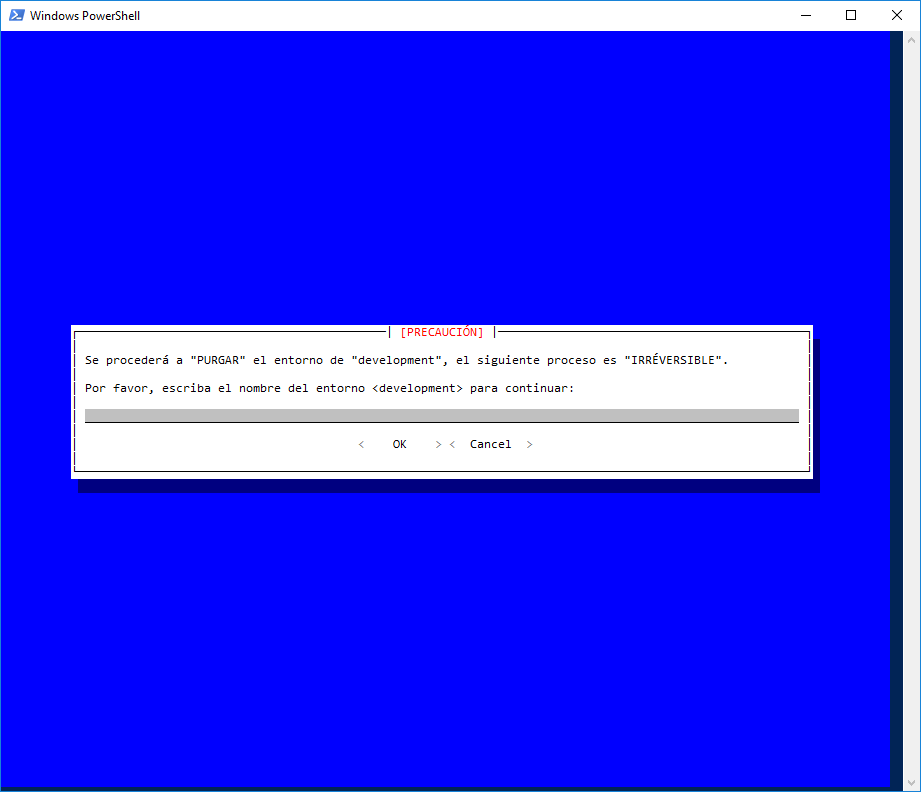 Windows PowerShell
[PRECAUCIÓN]
Se procederá a "PURGAR" el entorno de "development", el siguiente proceso es "IRRÉVERSIBLE".
Por favor, escriba el nombre del entorno <development> para continuar:
<    OK    > <  Cancel  >